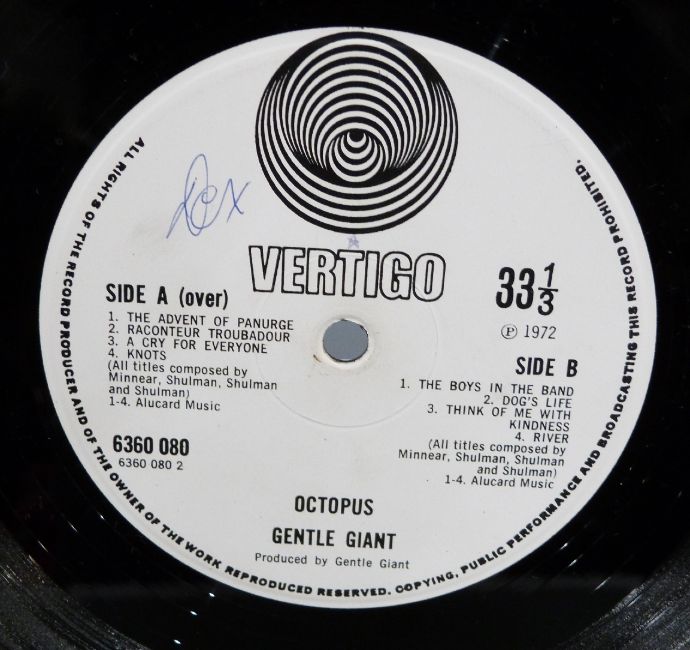 Dex
VERTIGO
33 1/3
℗ 1972
SIDE A (over)
1. THE ADVENT OF PANURGE
2. RACONTEUR TROUBADOUR
3. A CRY FOR EVERYONE
4. KNOTS
(All titles composed by
Minnear, Shulman, Shulman
and Shulman)
1-4. Alucard Music
6360 080
6360 080 2
SIDE B
1. THE BOYS IN THE BAND
2. DOG'S LIFE
3. THINK OF ME WITH
KINDNESS
4. RIVER
(All titles composed by
Minnear, Shulman, Shulman
and Shulman)
1-4. Alucard Music
OCTOPUS
GENTLE GIANT
Produced by Gentle Giant
ALL RIGHTS OF THE RECORD PRODUCER AND OF THE OWNER OF THE WORK REPRODUCED RESERVED. COPYING, PUBLIC PERFORMANCE AND BROADCASTING THIS RECORD PROHIBITED.